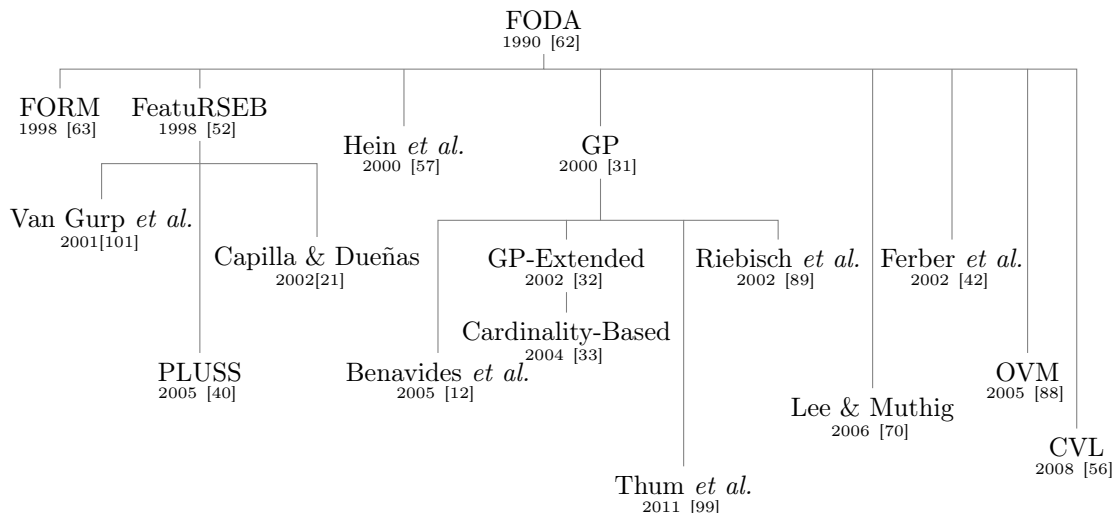 FODA
1990 [62]
FORM
1998 [63]
FeatuRSEB
1998 [52]
Hein et al.
2000 [57]
GP
2000 [31]
Van Gurp et al.
2001[101]
Capilla & Dueñas
2002[21]
GP-Extended
2002 [32]
Riebisch et al.
2002 [89]
Ferber et al.
2002 [42]
Cardinality-Based
2004 [33]
PLUSS
2005 [40]
Benavides et al.
2005 [12]
OVM
2005 [88]
Lee & Muthig
2006 [70]
CVL
2008 [56]
Thum et al.
2011 [99]